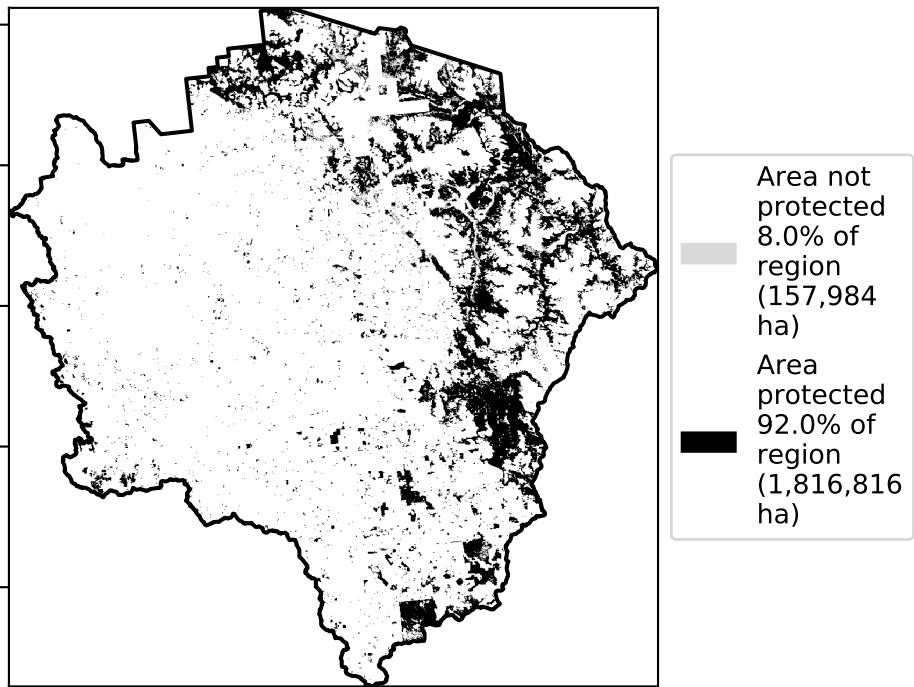 Area not
protected
8.0% of
region
(157,984
ha)
Area
protected
92.0% of
region
(1,816,816
ha)